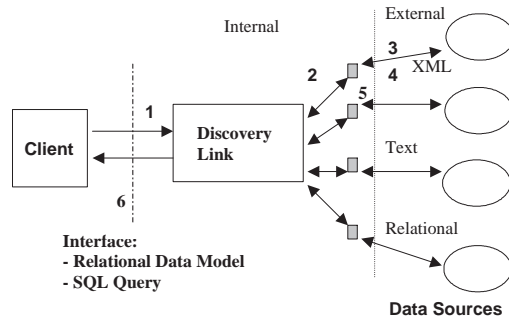 External
Internal
3
2
4
XML
5
1
Discovery
Link
Client
Text
6
Relational
Interface:
- Relational Data Model
- SQL Query
Data Sources